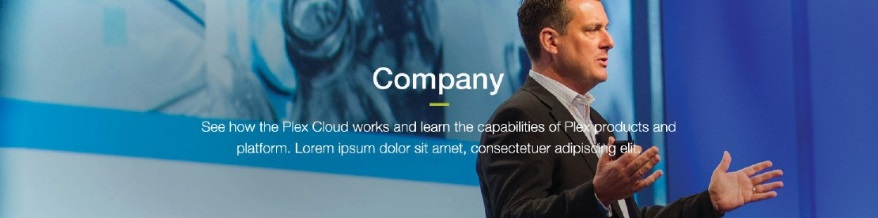 Company
See how the Plex Cloud works and learn the capabilities of Plex products and
platform. Lorem ipsum dolor sit amet, consectetuer adipiscing elit.